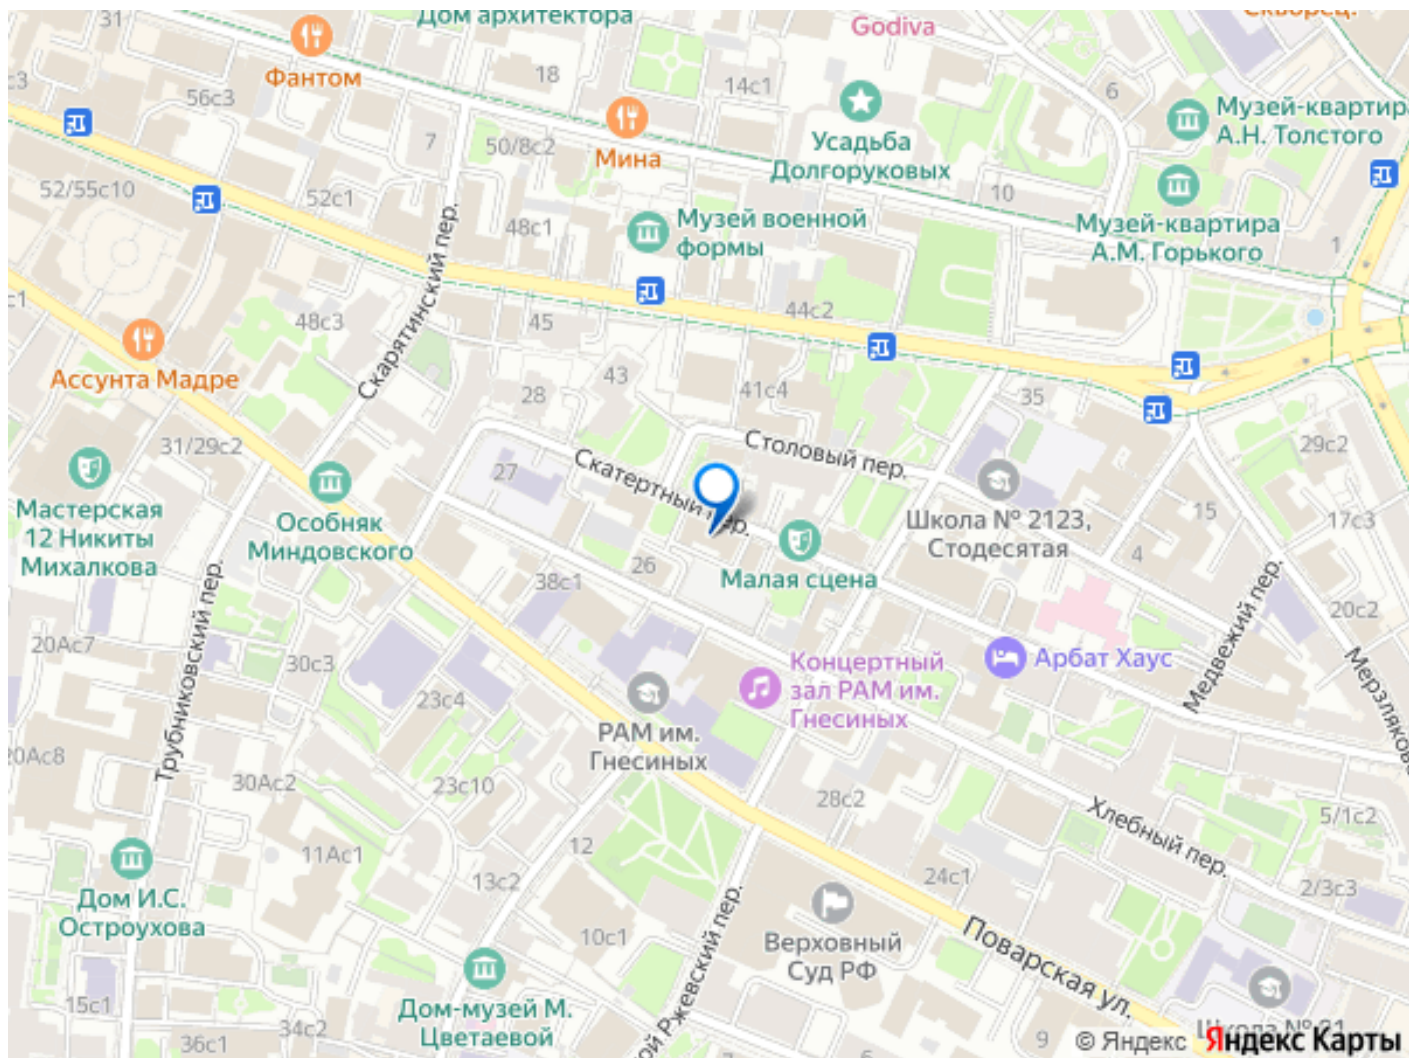 31
Дом архитектора
Godiva
Скворец.
Фантом
18
14с1
6
с3
56с3
Музей-квартира
А.Н. Толстого
7
50/8с2
Мина
Усадьба
Долгоруковых
52/55с10
52с1
10
48с1
Музей военной
формы
Музей-квартира
А.М. Горького
1
Скарятинский пер.
с1
48с3
45
44с2
Ассунта Мадре
43
28
41с4
35
31/29с2
Столовый пер.
29с2
27
Скатертный пер.
Мастерская
12 Никиты
Михалкова
Особняк
Миндовского
Школа № 2123,
Стодесятая
15
17с3
4
26
38с1
Малая сцена
20с2
Трубниковский пер.
20Ас7
30с3
Медвежий пер.
Арбат Хаус
Концертный
зал РАМ им.
Гнесиных
23с4
РАМ им.
Гнесиных
20Ас8
30Ас2
23с10
28с2
Хлебный пер.
5/1с2
11Ас1
12
13с2
24с1
2/3с3
Дом И.С.
Остроухова
10с1
Верховный
Суд РФ
Поварская ул.
15с1
Дом-музей М.
Цветаевой
34с2
36с1
ой Ржевский пер.
9
© Яндекс
Яндекс Карты